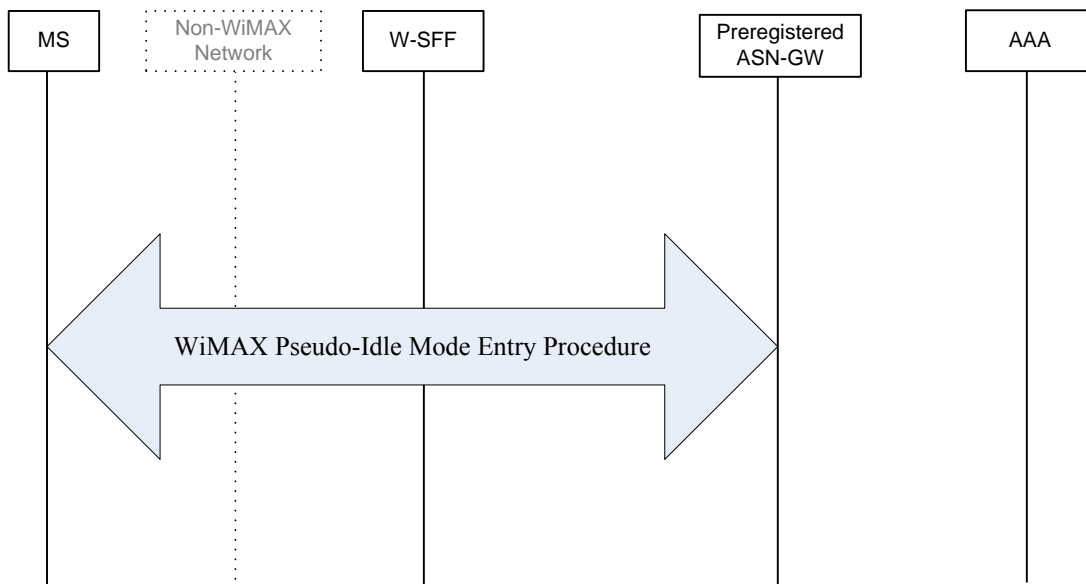 MS
Non-WiMAX
Network
W-SFF
Preregistered
ASN-GW
AAA
WiMAX Pseudo-Idle Mode Entry Procedure